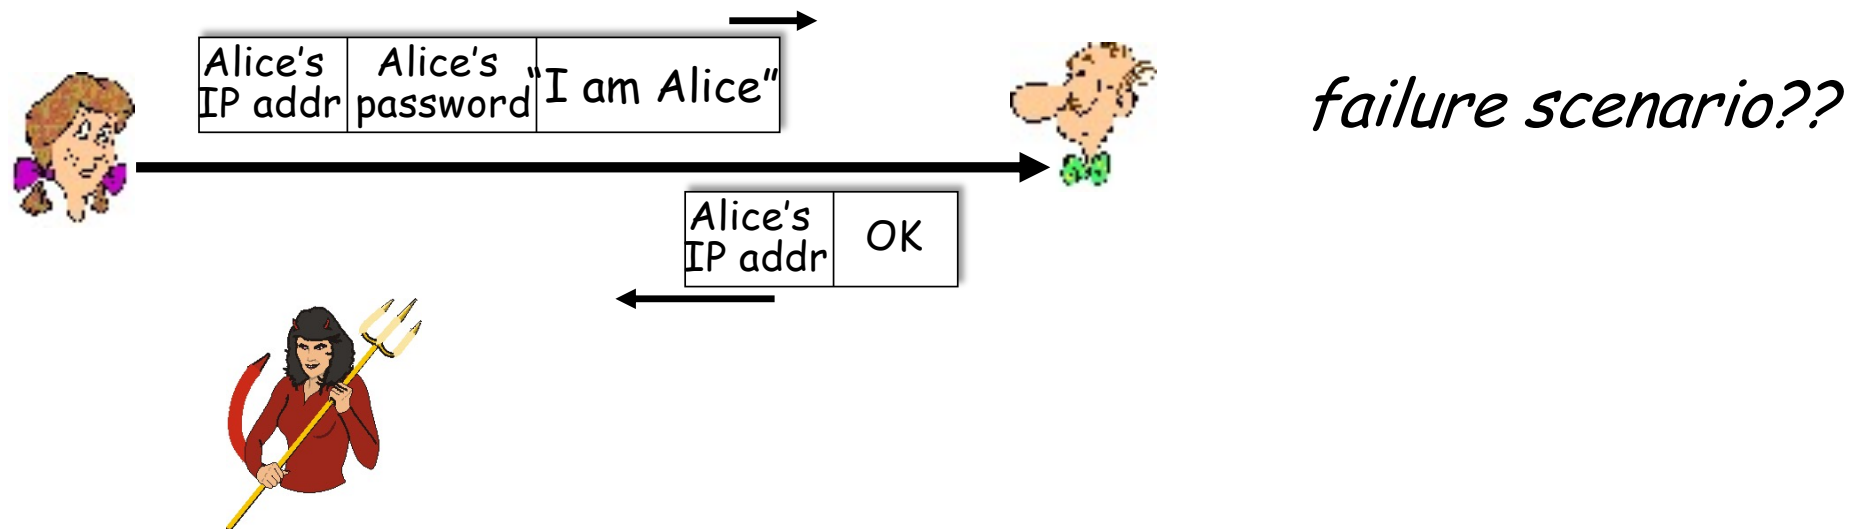 Alice’s
IP addr
Alice’s
password
“I am Alice”
failure scenario??
Alice’s
IP addr
OK